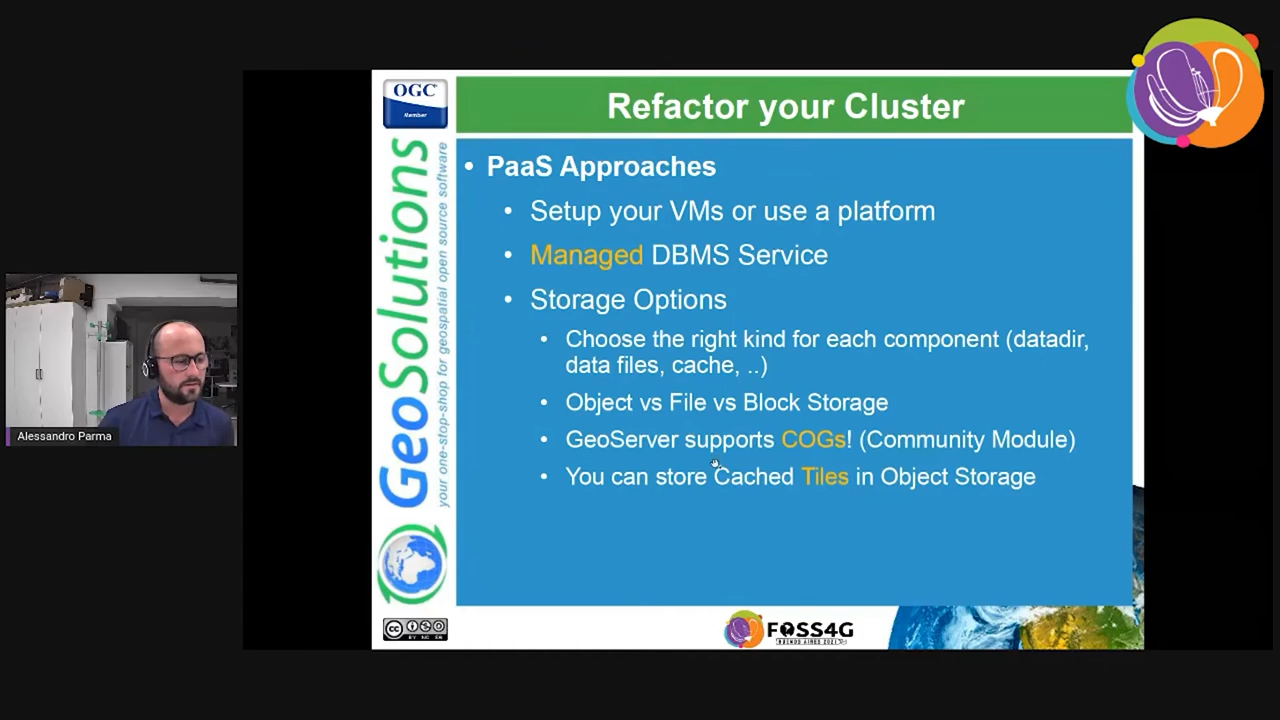 OGC
Member
Refactor your Cluster
GeoSolutions
your one-stop-shop for geospatial open source software
• PaaS Approaches
• Setup your VMs or use a platform
• Managed DBMS Service
• Storage Options
• Choose the right kind for each component (datadir,
data files, cache, ..)
• Object vs File vs Block Storage
• GeoServer supports COGs! (Community Module)
• You can store Cached Tiles in Object Storage
Alessandro Parma
CC
BY NC
FOSS4G
BUENOS AIRES 2021